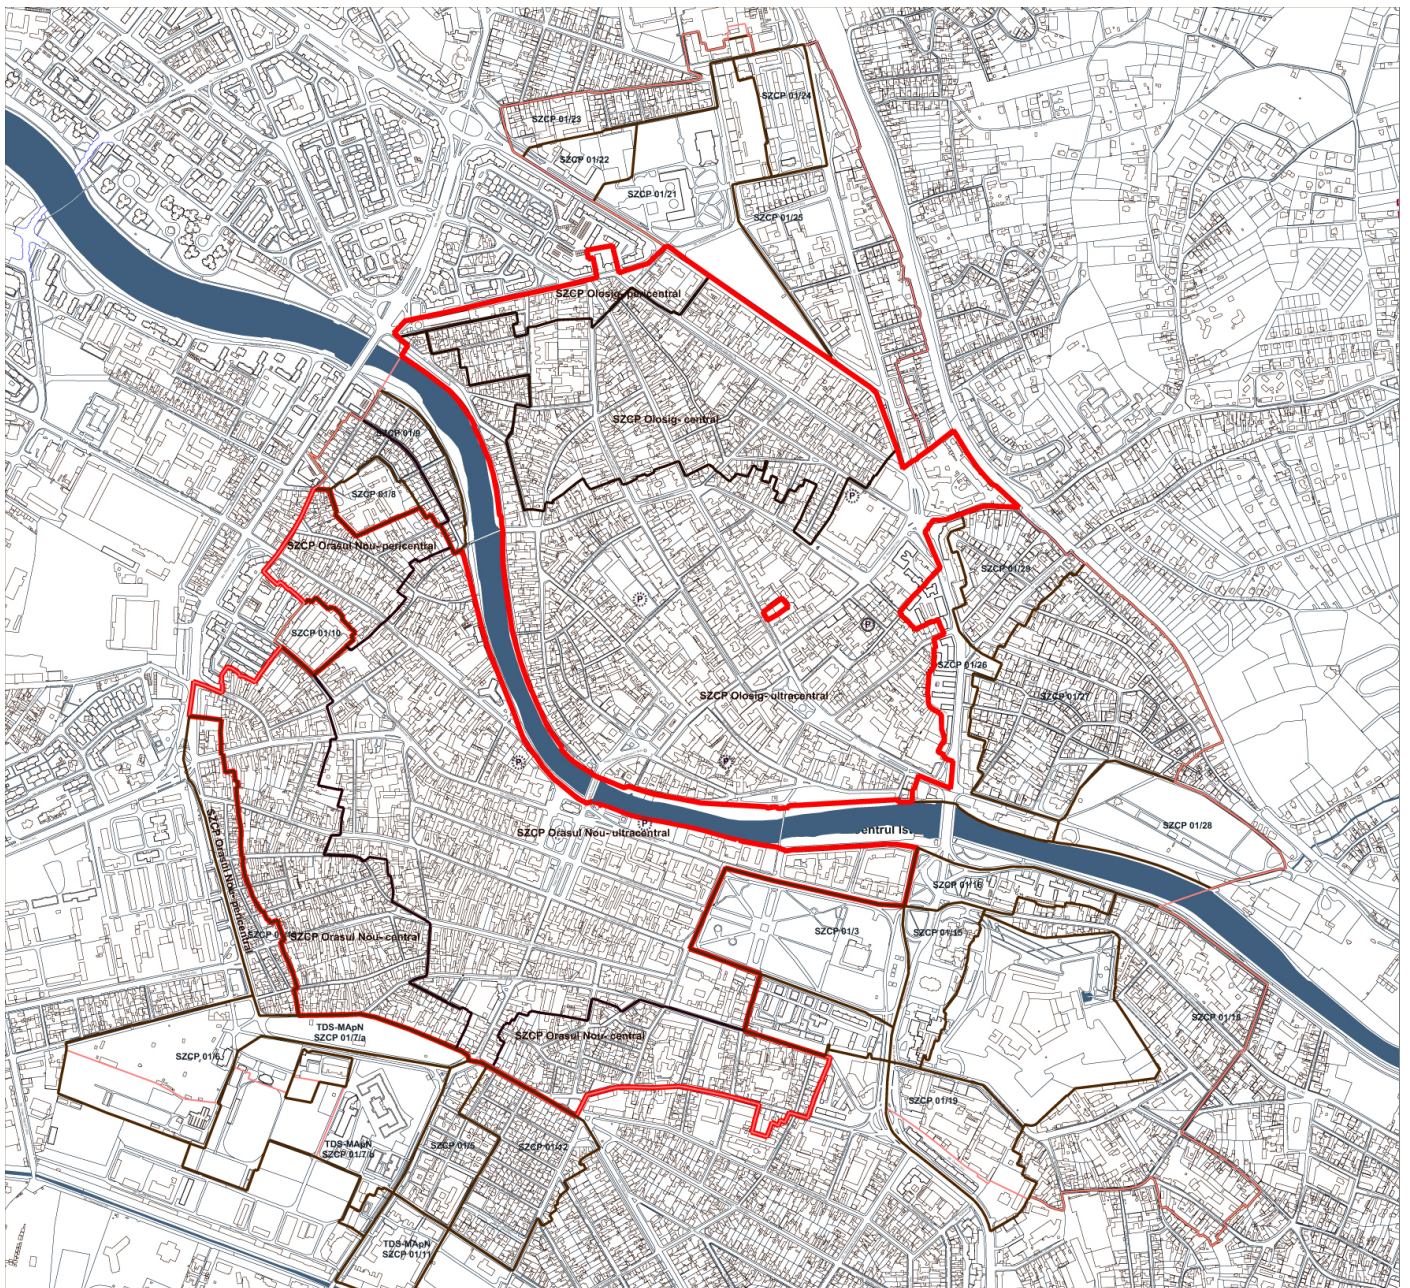 SZCP 01/24
SZCP 01/23
SZCP 01/22
SZCP 01/21
SZCP 01/25
SZCP Olosig- pericentral
SZCP Olosig- central
SZCP 01/9
SZCP 01/8
P
SZCP Orasul Nou- pericentral
SZCP 01/29
P
P
SZCP 01/10
SZCP 01/26
SZCP Olosig- ultracentral
SZCP 01/27
P
P
P
SZCP Orasul Nou- ultracentral
entrul Is
SZCP 01/28
SZCP Orasul Nou- pericentral
SZCP 01/16
SZCP 01/3
SZCP 01/15
SZCP Orasul Nou- central
SZCP 01/18
TDS-MApN
SZCP 01/7/a
SZCP Orasul Nou- central
SZCP 01/6
SZCP 01/19
TDS-MApN
SZCP 01/7/b
SZCP 01/5
SZCP 01/12
TDS-MApN
SZCP 01/11